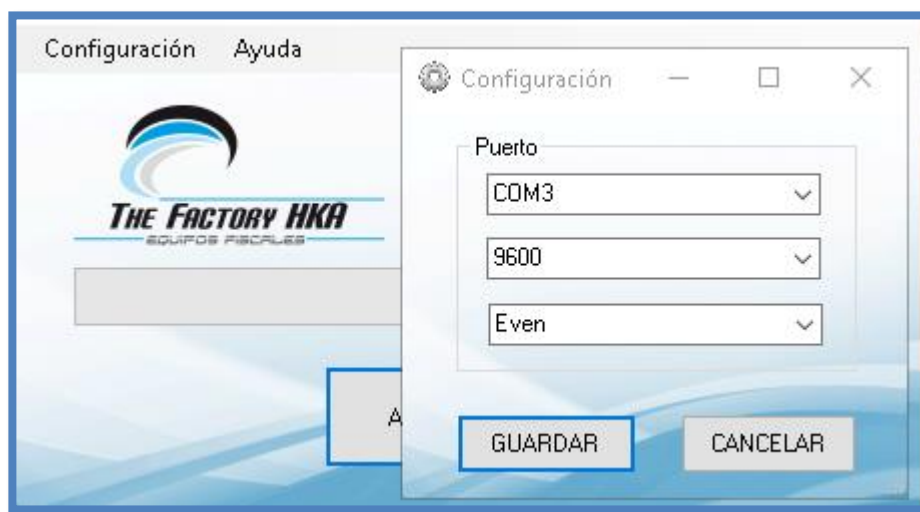 Configuración Ayuda
THE FACTORY HKA
EQUIPOS FISCALES
A
Configuración
Puerto
COM3
9600
Even
GUARDAR CANCELAR